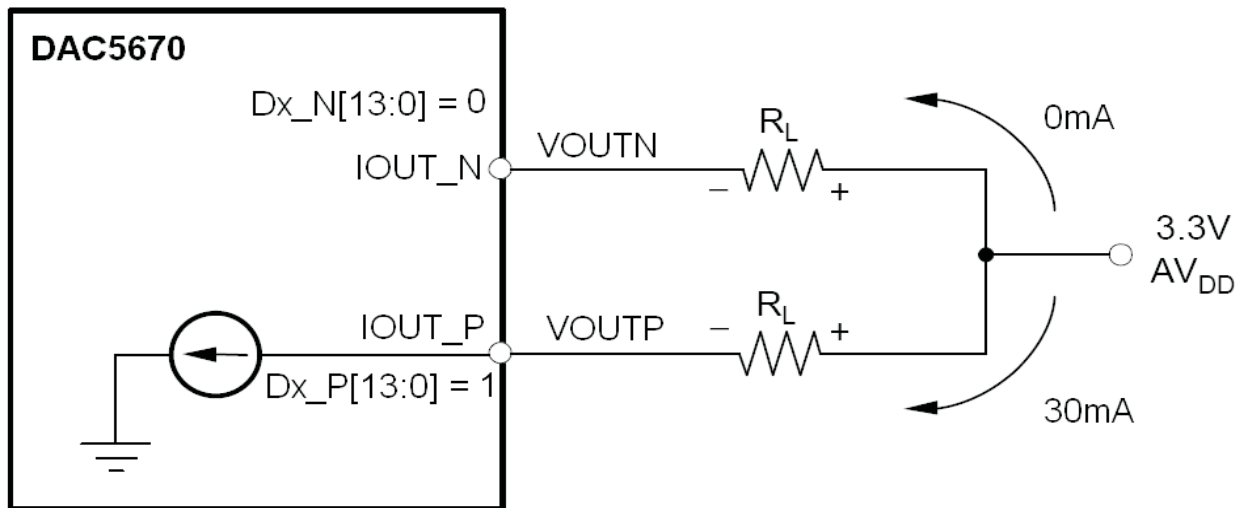 DAC5670
Dx_N[13:0] = 0
IOUT_N
VOUTN
R_L
− +
0mA
3.3V
AV_DD
IOUT_P
VOUTP
− +
R_L
Dx_P[13:0] = 1
30mA